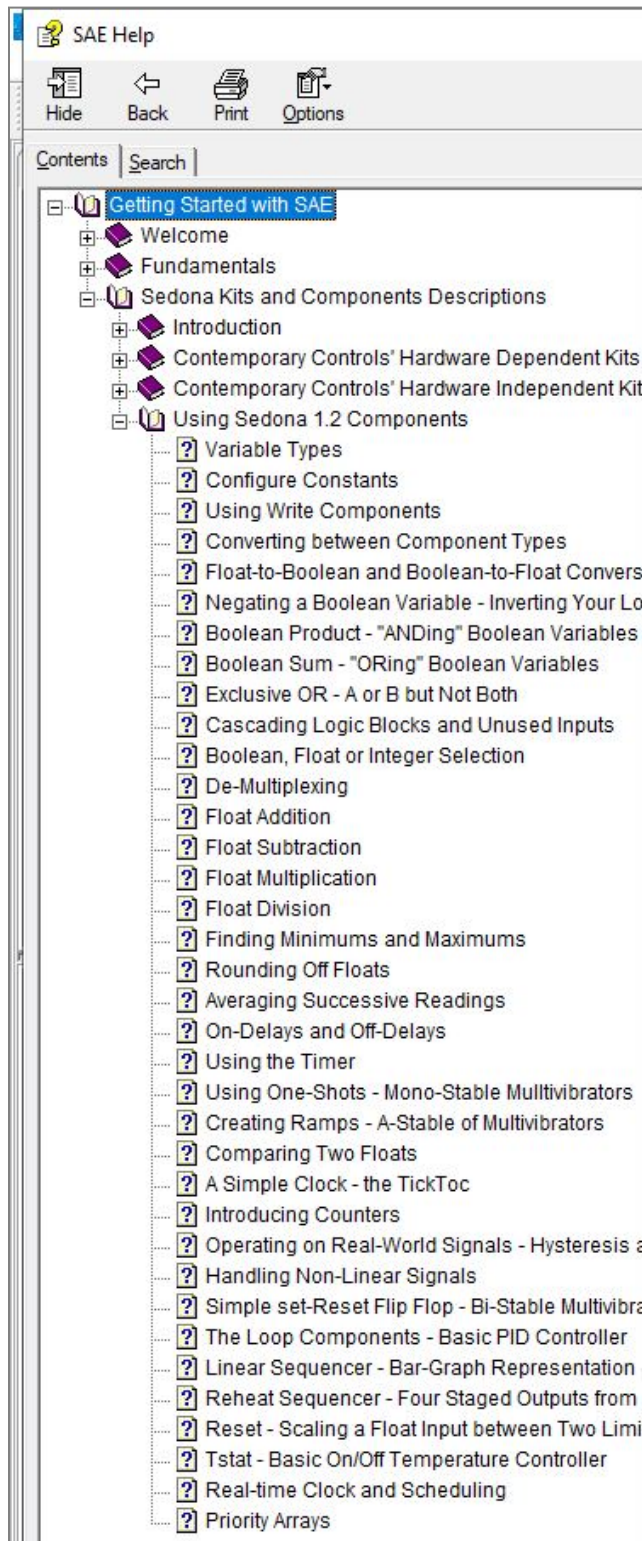 SAE Help
Hide Back Print Options
Contents Search
Getting Started with SAE
Welcome
Fundamentals
Sedona Kits and Components Descriptions
Introduction
Contemporary Controls' Hardware Dependent Kits
Contemporary Controls' Hardware Independent Kit
Using Sedona 1.2 Components
Variable Types
Configure Constants
Using Write Components
Converting between Component Types
Float-to-Boolean and Boolean-to-Float Convers
Negating a Boolean Variable - Inverting Your Lo
Boolean Product - "ANDing" Boolean Variables
Boolean Sum - "ORing" Boolean Variables
Exclusive OR - A or B but Not Both
Cascading Logic Blocks and Unused Inputs
Boolean, Float or Integer Selection
De-Multiplexing
Float Addition
Float Subtraction
Float Multiplication
Float Division
Finding Minimums and Maximums
Rounding Off Floats
Averaging Successive Readings
On-Delays and Off-Delays
Using the Timer
Using One-Shots - Mono-Stable Mulltivibrators
Creating Ramps - A-Stable of Multivibrators
Comparing Two Floats
A Simple Clock - the TickToc
Introducing Counters
Operating on Real-World Signals - Hysteresis a
Handling Non-Linear Signals
Simple set-Reset Flip Flop - Bi-Stable Multivibra
The Loop Components - Basic PID Controller
Linear Sequencer - Bar-Graph Representation
Reheat Sequencer - Four Staged Outputs from
Reset - Scaling a Float Input between Two Limi
Tstat - Basic On/Off Temperature Controller
Real-time Clock and Scheduling
Priority Arrays